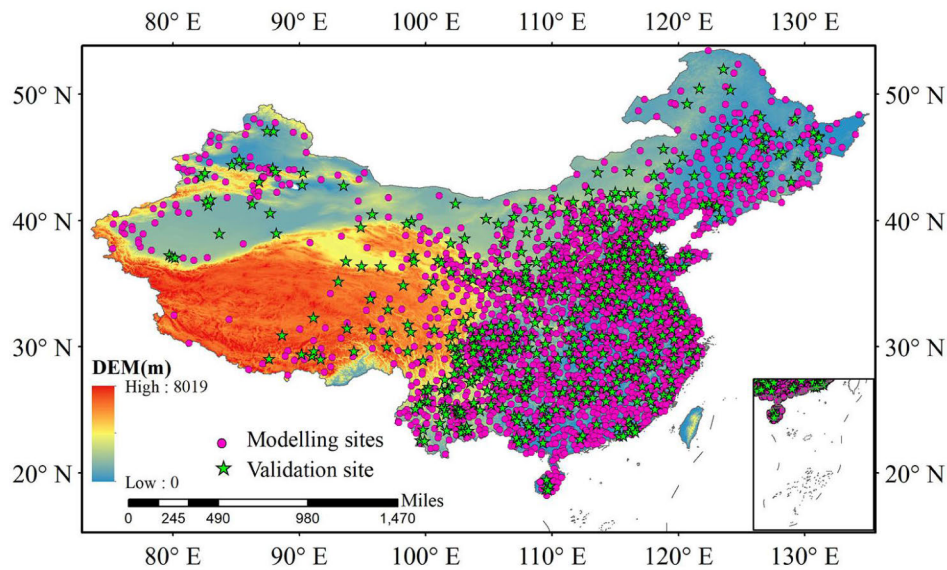 80° E 90° E 100° E 110° E 120° E 130° E
50° N 50° N
40° N 40° N
30° N 30° N
DEM(m)
High : 8019
Modelling sites
Validation site
20° N 20° N
Low : 0
Miles
0 245 490 980 1,470
80° E 90° E 100° E 110° E 120° E 130° E